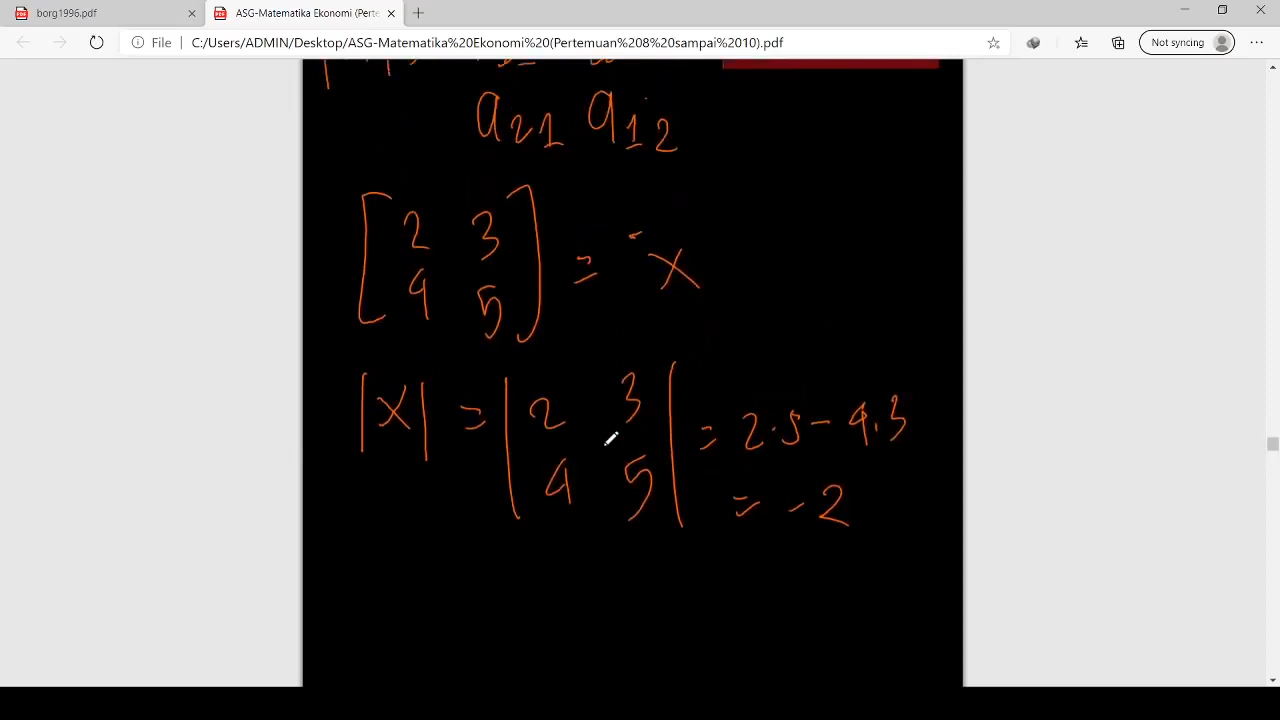 borg1996.pdf
ASG-Matematika Ekonomi (Perte
File
C:/Users/ADMIN/Desktop/ASG-Matematika%20Ekonomi%20(Pertemuan%208%20sampai%2010).pdf
Not syncing
a21 a12
[2 3
4 5] = X
|X| = |2 3
4 5| = 2.5 - 4.3
= -2